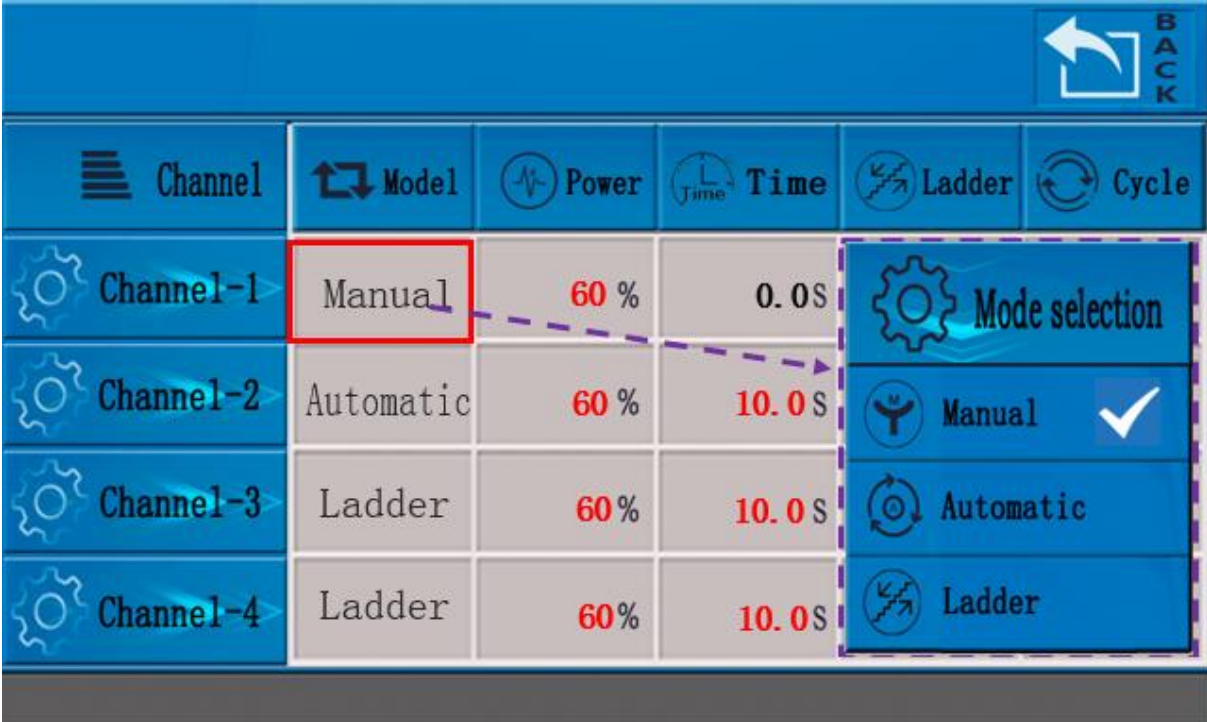 BACK
Channel Model Power Time Time Ladder Cycle
Channel-1 Manual 60 % 0.0S Mode selection
Channel-2 Automatic 60 % 10.0S M Manual
Channel-3 Ladder 60% 10.0S A Automatic
Channel-4 Ladder 60% 10.0S Ladder